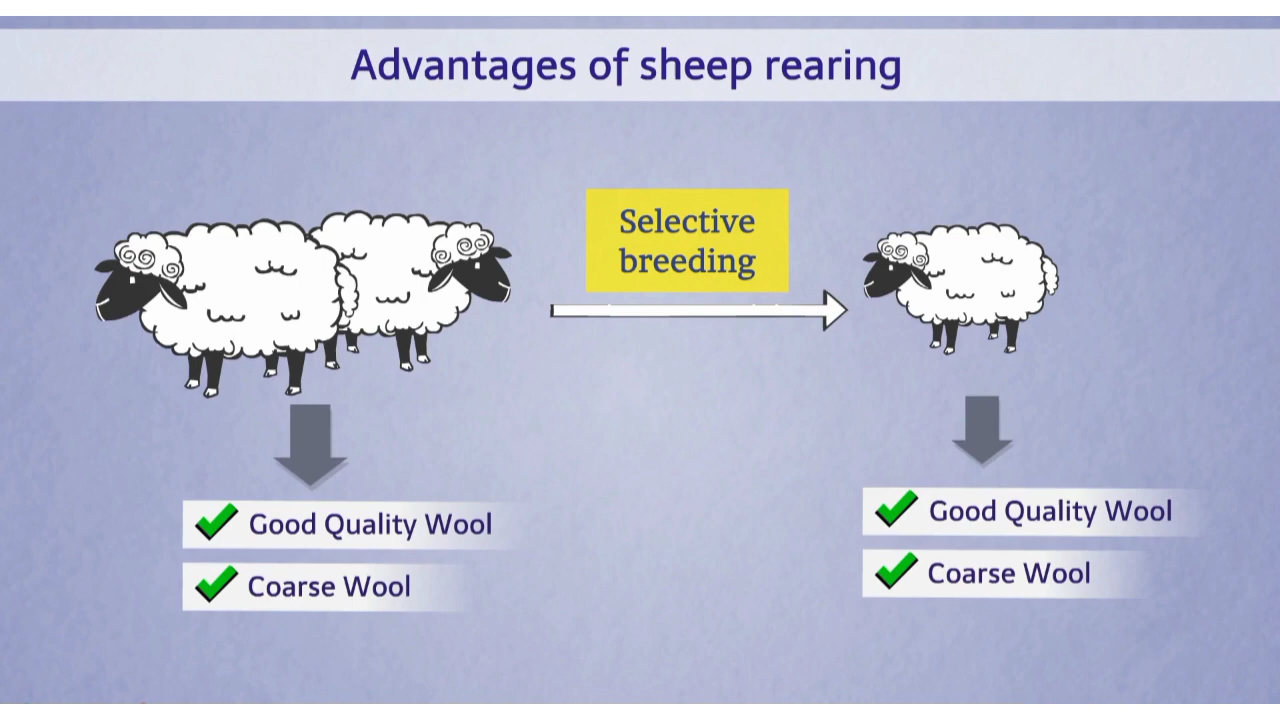 Advantages of sheep rearing
Selective
breeding
Good Quality Wool
Coarse Wool
Good Quality Wool
Coarse Wool